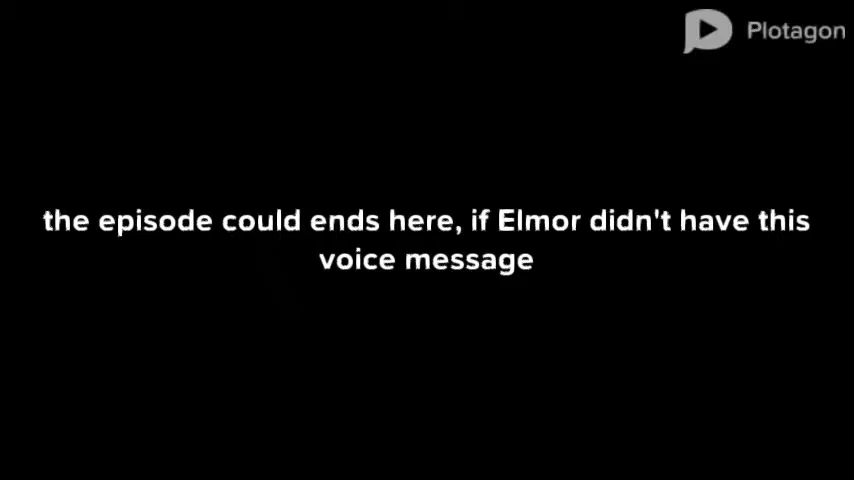 Plotagon
the episode could ends here, if Elmor didn't have this
voice message